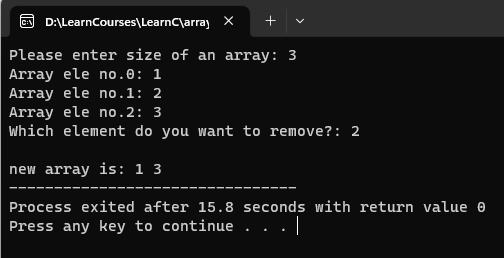 D:\LearnCourses\LearnC\array
Please enter size of an array: 3
Array ele no.0: 1
Array ele no.1: 2
Array ele no.2: 3
Which element do you want to remove?: 2
new array is: 1 3
--------------------------------
Process exited after 15.8 seconds with return value 0
Press any key to continue . . .